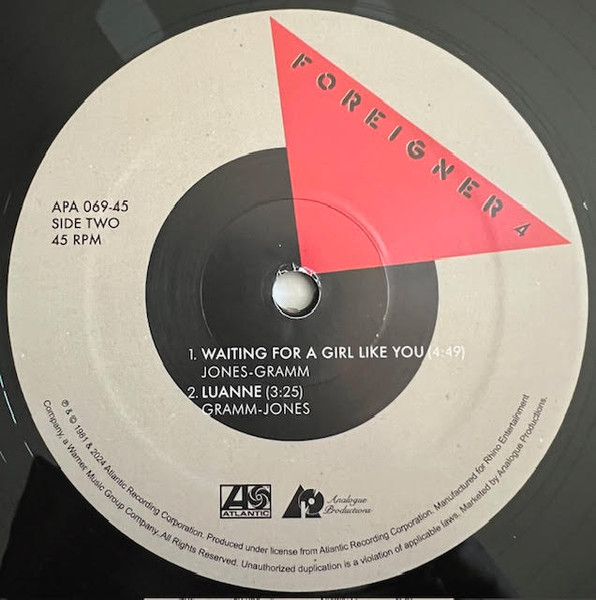 FOREIGNER 4
APA 069-45
SIDE TWO
45 RPM
1. WAITING FOR A GIRL LIKE YOU (4:49)
JONES-GRAMM
2. LUANNE (3:25)
GRAMM-JONES
ATLANTIC
Analogue
Productions
℗ & © 1981 & 2024 Atlantic Recording Corporation. Produced under license from Atlantic Recording Corporation. Manufactured for Rhino Entertainment
Company, a Warner Music Group Company. All Rights Reserved. Unauthorized duplication is a violation of applicable laws. Marketed by Analogue Productions.